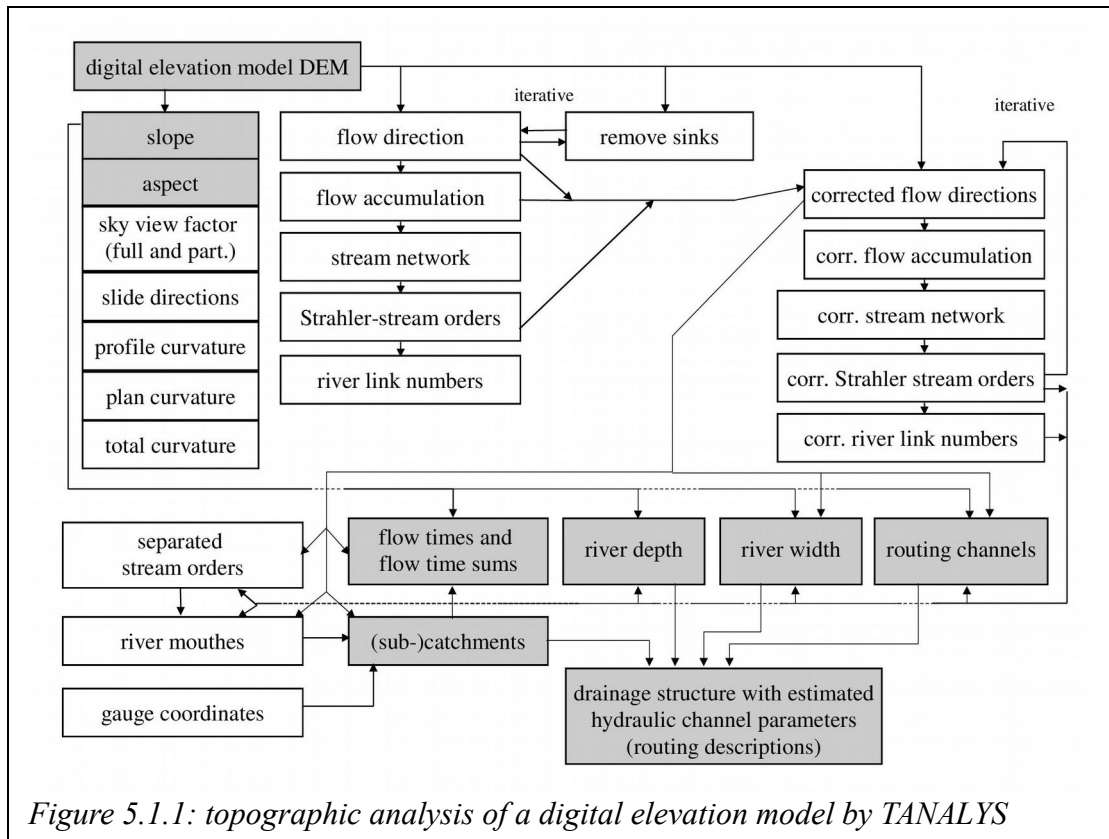 digital elevation model DEM
iterative
iterative
slope
flow direction
remove sinks
aspect
flow accumulation
corrected flow directions
sky view factor
(full and part.)
stream network
corr. flow accumulation
slide directions
Strahler-stream orders
corr. stream network
profile curvature
river link numbers
corr. Strahler stream orders
plan curvature
corr. river link numbers
total curvature
separated
stream orders
flow times and
flow time sums
river depth
river width
routing channels
river mouthes
(sub-)catchments
gauge coordinates
drainage structure with estimated
hydraulic channel parameters
(routing descriptions)
Figure 5.1.1: topographic analysis of a digital elevation model by TANALYS